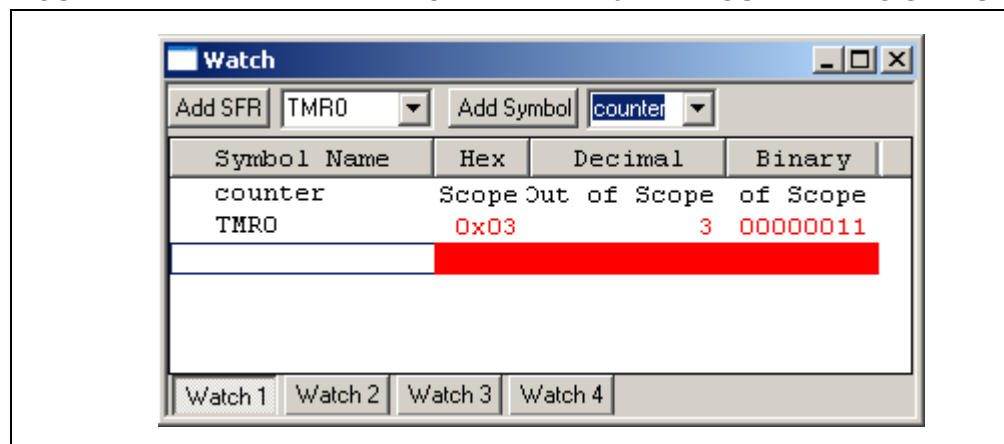 Watch
Add SFR TMR0 Add Symbol counter
Symbol Name Hex Decimal Binary
counter Scope Out of Scope of Scope
TMR0 0x03 3 00000011
Watch 1 Watch 2 Watch 3 Watch 4